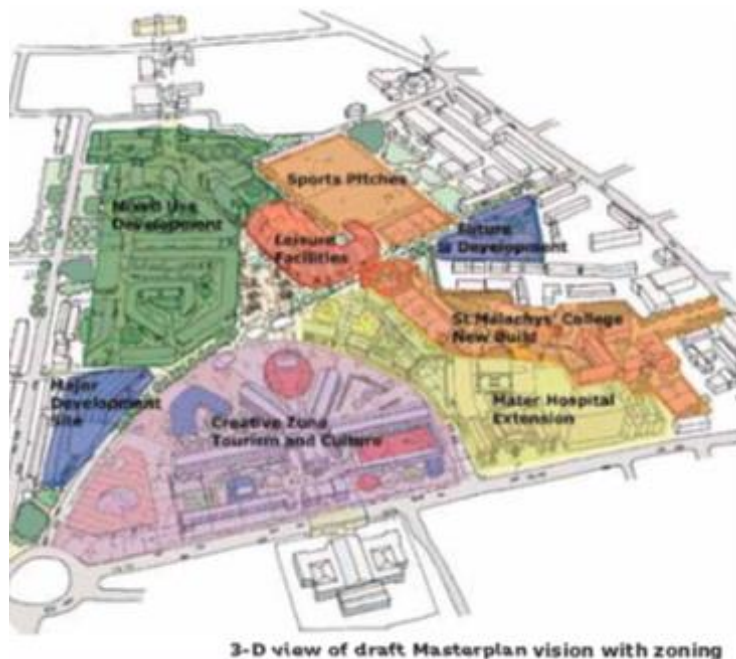 Sports Pitches
Mixed Use
Development
Leisure
Facilities
Future
Development
St Malachys' College
New Build
Major
Development
Site
Mater Hospital
Extension
Creative Zone
Tourism and Culture
3-D view of draft Masterplan vision with zoning